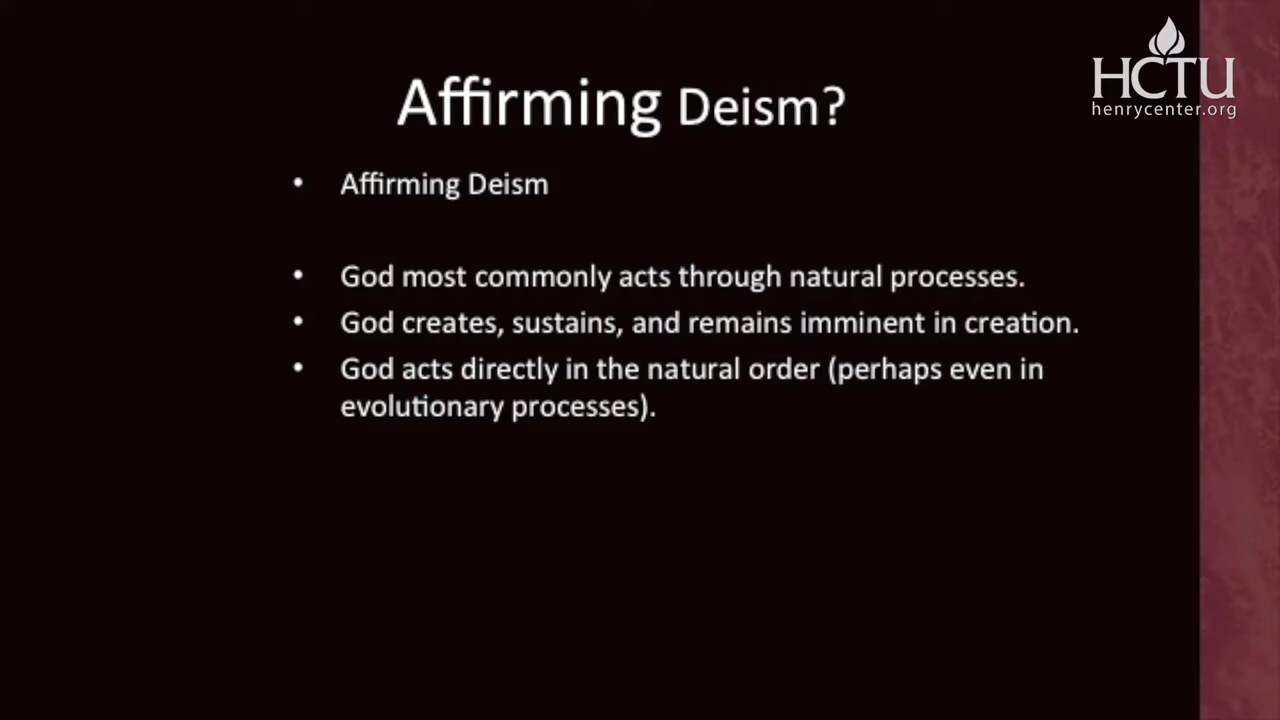 HCTU
henrycenter.org
Affirming Deism?
• Affirming Deism
• God most commonly acts through natural processes.
• God creates, sustains, and remains imminent in creation.
• God acts directly in the natural order (perhaps even in
evolutionary processes).